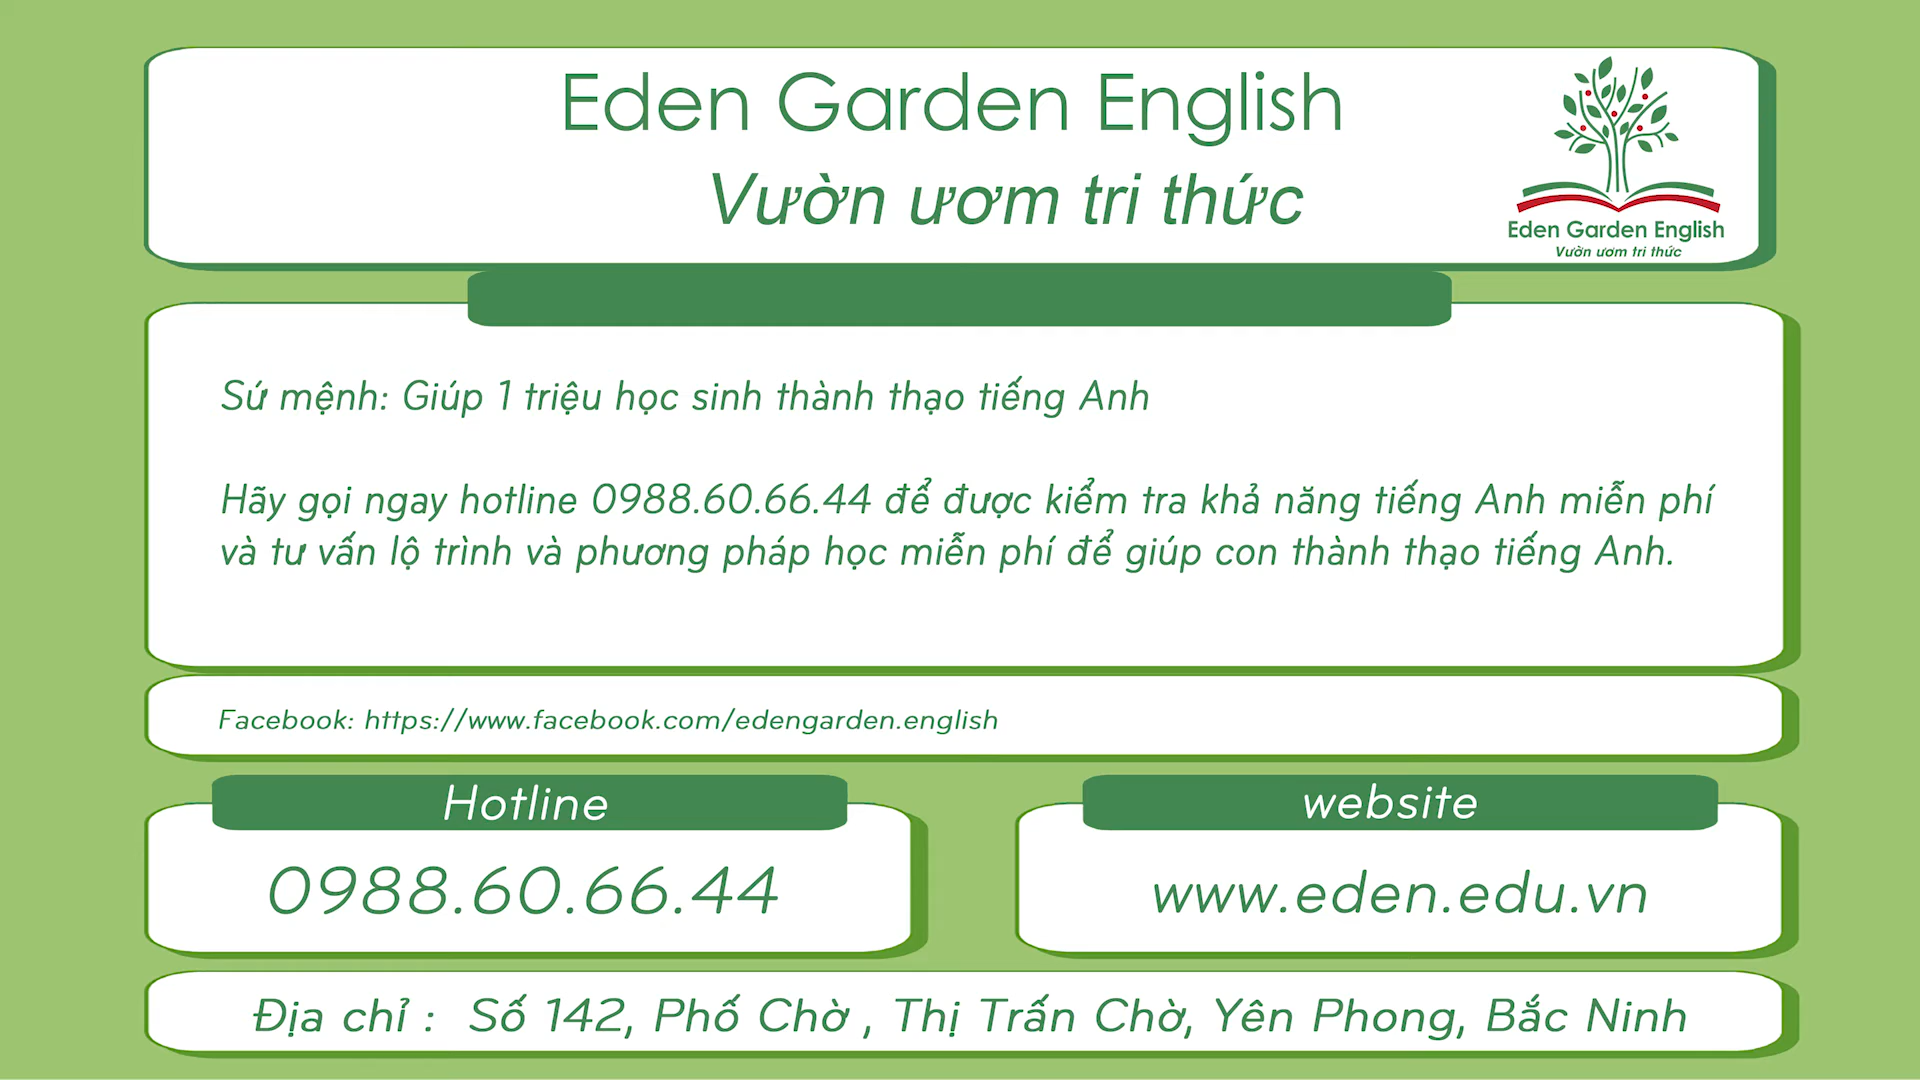 Eden Garden English
Vườn ươm tri thức
Eden Garden English
Vườn ươm tri thức
Sứ mệnh: Giúp 1 triệu học sinh thành thạo tiếng Anh
Hãy gọi ngay hotline 0988.60.66.44 để được kiểm tra khả năng tiếng Anh miễn phí
và tư vấn lộ trình và phương pháp học miễn phí để giúp con thành thạo tiếng Anh.
Facebook: https://www.facebook.com/edengarden.english
Hotline
0988.60.66.44
website
www.eden.edu.vn
Địa chỉ : Số 142, Phố Chờ , Thị Trấn Chờ, Yên Phong, Bắc Ninh